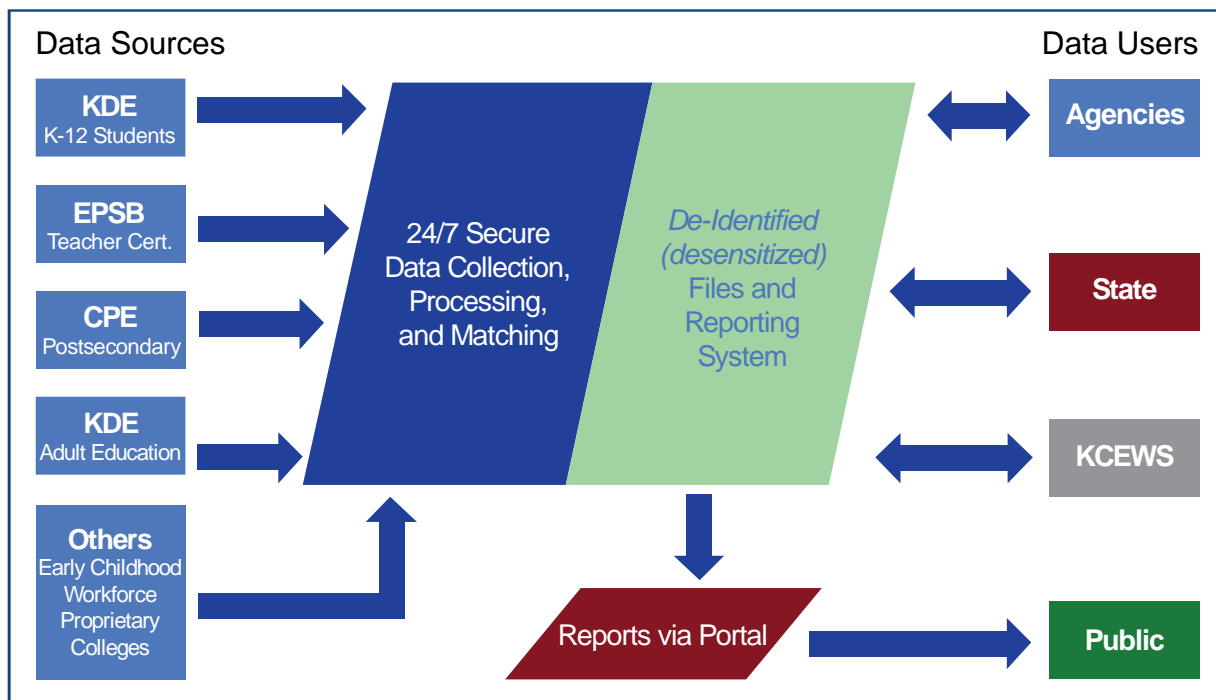 Data Sources
Data Users
KDE
K-12 Students
EPSB
Teacher Cert.
CPE
Postsecondary
KDE
Adult Education
Others
Early Childhood
Workforce
Proprietary
Colleges
24/7 Secure
Data Collection,
Processing,
and Matching
De-Identified
(desensitized)
Files and
Reporting
System
Reports via Portal
Agencies
State
KCEWS
Public